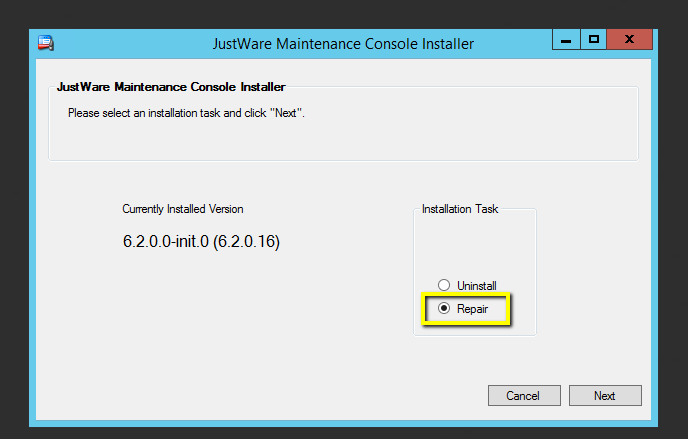 JustWare Maintenance Console Installer
JustWare Maintenance Console Installer
Please select an installation task and click "Next".
Currently Installed Version
Installation Task
6.2.0.0-init.0 (6.2.0.16)
Uninstall
Repair
Cancel
Next